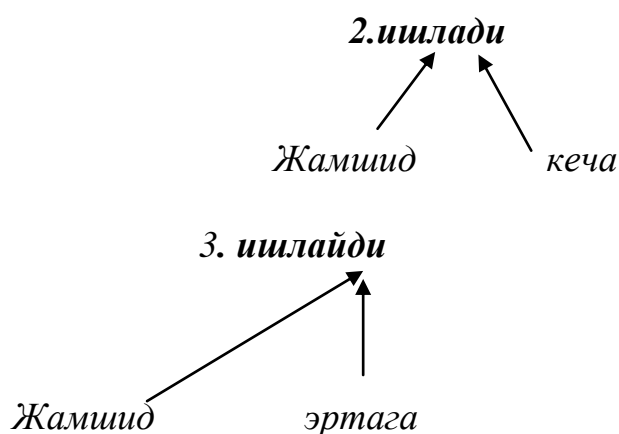 2.ишлади
Жамшид кеча
3. ишлайди
Жамшид эртага